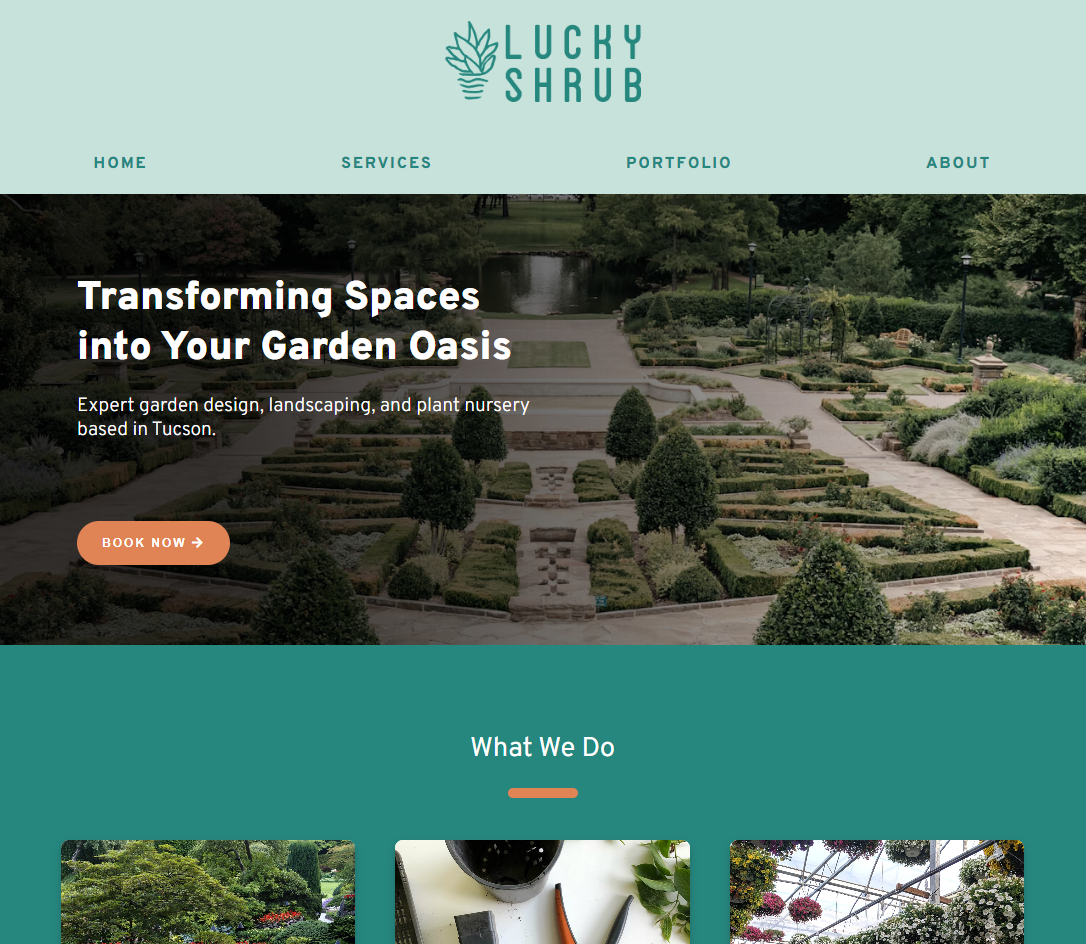 LUCKY
SHRUB
HOME SERVICES PORTFOLIO ABOUT
Transforming Spaces
into Your Garden Oasis
Expert garden design, landscaping, and plant nursery
based in Tucson.
BOOK NOW →
What We Do